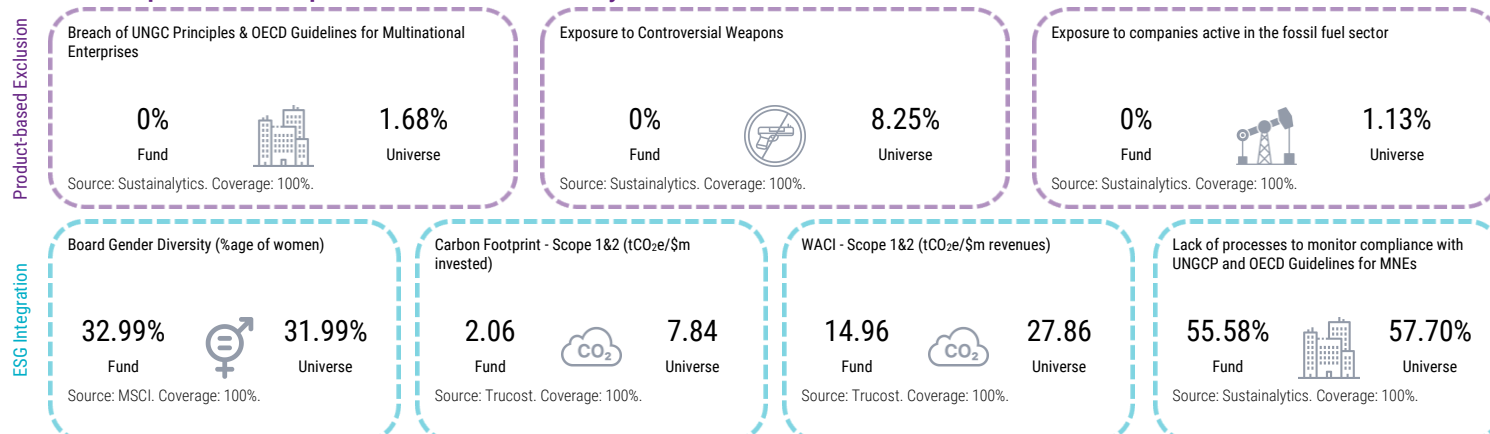 Product-based Exclusion
Breach of UNGC Principles & OECD Guidelines for Multinational
Enterprises
0%
1.68%
Fund
Universe
Source: Sustainalytics. Coverage: 100%.
Exposure to Controversial Weapons
0%
8.25%
Fund
Universe
Source: Sustainalytics. Coverage: 100%.
Exposure to companies active in the fossil fuel sector
0%
1.13%
Fund
Universe
Source: Sustainalytics. Coverage: 100%.
ESG Integration
Board Gender Diversity (%age of women)
32.99%
31.99%
Fund
Universe
Source: MSCI. Coverage: 100%.
Carbon Footprint - Scope 1&2 (tCO₂e/$m
invested)
2.06
CO₂
7.84
Fund
Universe
Source: Trucost. Coverage: 100%.
WACI - Scope 1&2 (tCO₂e/$m revenues)
14.96
CO₂
27.86
Fund
Universe
Source: Trucost. Coverage: 100%.
Lack of processes to monitor compliance with
UNGCP and OECD Guidelines for MNEs
55.58%
57.70%
Fund
Universe
Source: Sustainalytics. Coverage: 100%.